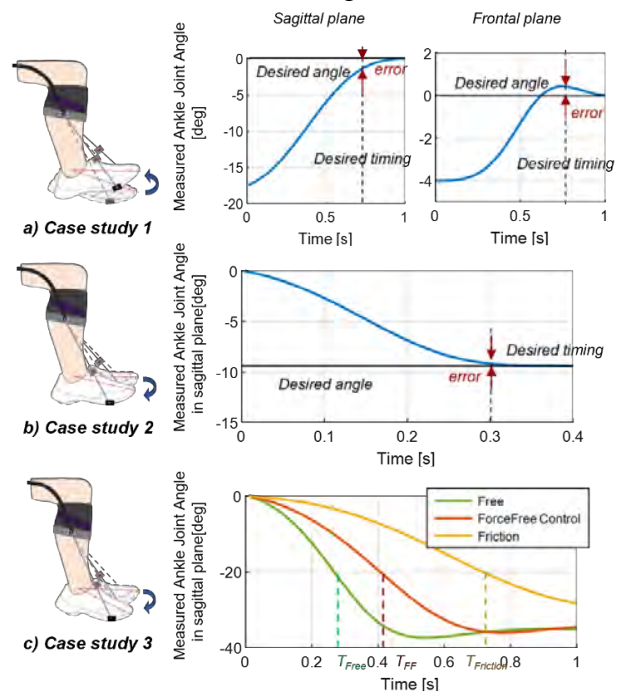 Sagittal plane
Frontal plane
Measured Ankle Joint Angle
[deg]
0
-5
-10
-15
-20
Desired angle
error
Desired timing
0
0.5
1
Time [s]
2
0
-2
-4
Desired angle
error
Desired timing
0
0.5
1
Time [s]
a) Case study 1
Measured Ankle Joint Angle
in sagittal plane[deg]
0
-5
-10
-15
Desired timing
error
Desired angle
0
0.1
0.2
0.3
0.4
Time [s]
b) Case study 2
Measured Ankle Joint Angle
in sagittal plane[deg]
0
-20
-40
Free
ForceFree Control
Friction
0
0.2
TFree
0.4
TFF
0.6
TFriction
0.8
1
Time [s]
c) Case study 3